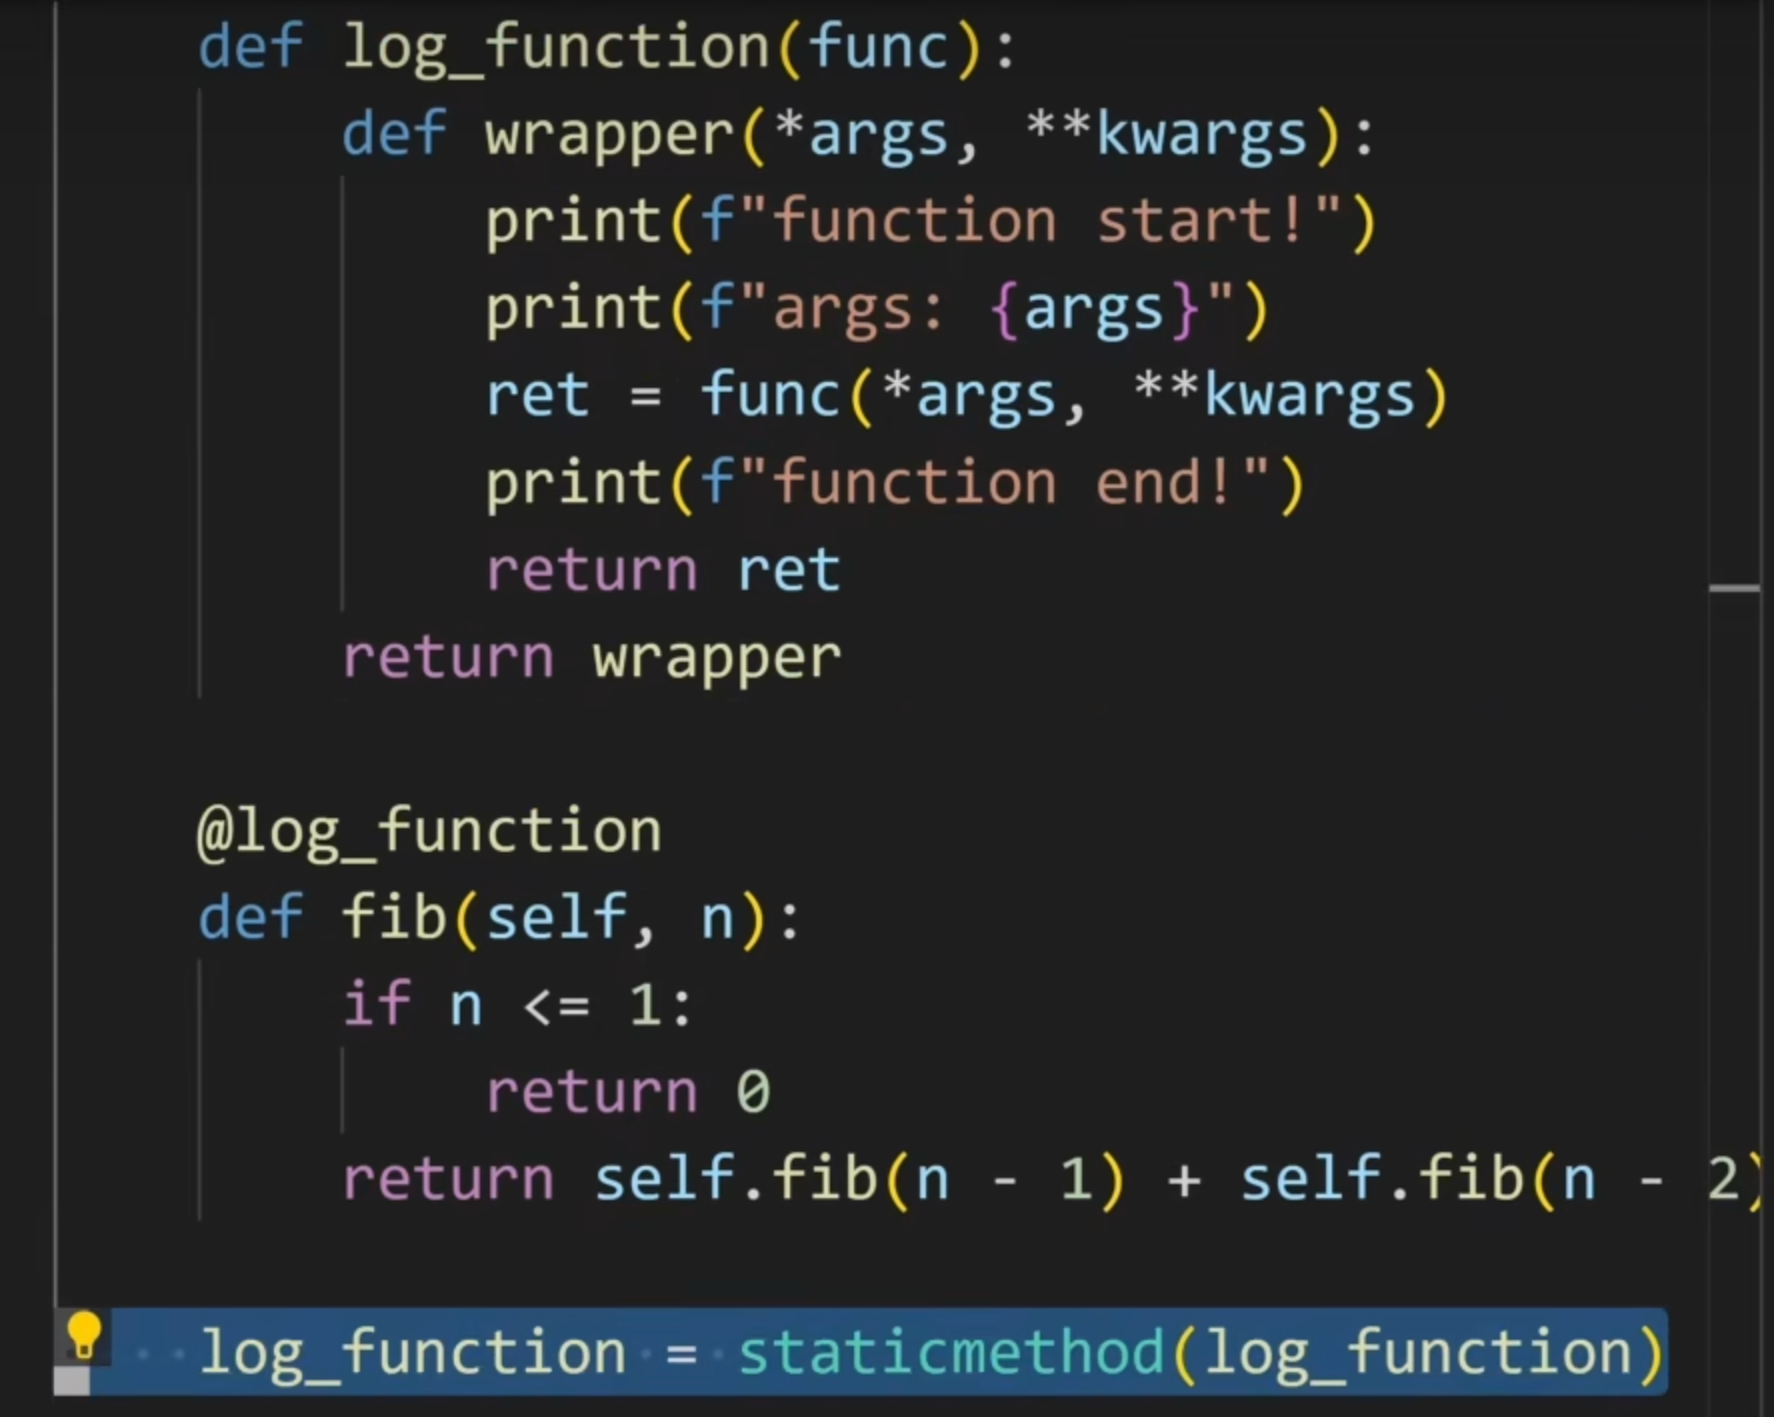 def log_function(func):
def wrapper(*args, **kwargs):
print(f"function start!")
print(f"args: {args}")
ret = func(*args, **kwargs)
print(f"function end!")
return ret
return wrapper
@log_function
def fib(self, n):
if n <= 1:
return 0
return self.fib(n - 1) + self.fib(n - 2)
log_function = staticmethod(log_function)